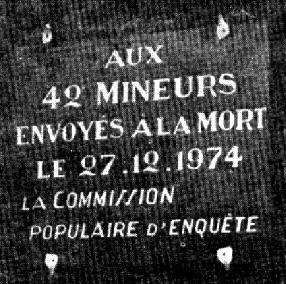 AUX
42 MINEURS
ENVOYÉS A LA MORT
LE 27.12.1974
LA COMMISSION
POPULAIRE D'ENQUÊTE